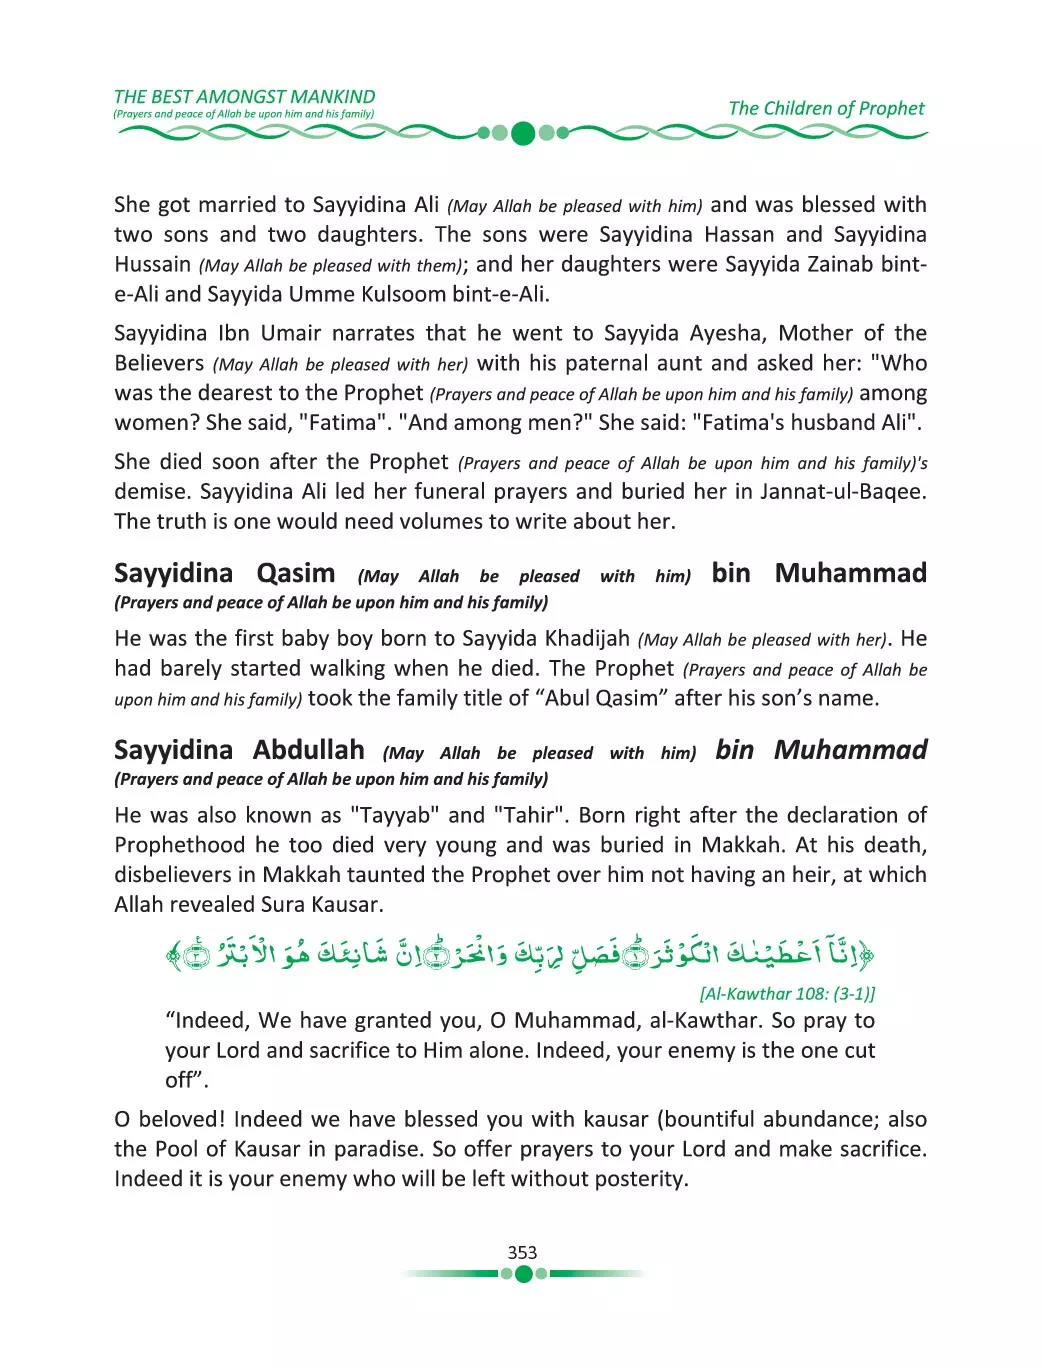 THE BEST AMONGST MANKIND
(Prayers and peace of Allah be upon him and his family)
The Children of Prophet
She got married to Sayyidina Ali (May Allah be pleased with him) and was blessed with
two sons and two daughters. The sons were Sayyidina Hassan and Sayyidina
Hussain (May Allah be pleased with them); and her daughters were Sayyida Zainab bint-
e-Ali and Sayyida Umme Kulsoom bint-e-Ali.
Sayyidina Ibn Umair narrates that he went to Sayyida Ayesha, Mother of the
Believers (May Allah be pleased with her) with his paternal aunt and asked her: "Who
was the dearest to the Prophet (Prayers and peace of Allah be upon him and his family) among
women? She said, "Fatima". "And among men?" She said: "Fatima's husband Ali".
She died soon after the Prophet (Prayers and peace of Allah be upon him and his family)'s
demise. Sayyidina Ali led her funeral prayers and buried her in Jannat-ul-Baqee.
The truth is one would need volumes to write about her.
Sayyidina Qasim (May Allah be pleased with him) bin Muhammad
(Prayers and peace of Allah be upon him and his family)
He was the first baby boy born to Sayyida Khadijah (May Allah be pleased with her). He
had barely started walking when he died. The Prophet (Prayers and peace of Allah be
upon him and his family) took the family title of “Abul Qasim” after his son’s name.
Sayyidina Abdullah (May Allah be pleased with him) bin Muhammad
(Prayers and peace of Allah be upon him and his family)
He was also known as "Tayyab" and "Tahir". Born right after the declaration of
Prophethood he too died very young and was buried in Makkah. At his death,
disbelievers in Makkah taunted the Prophet over him not having an heir, at which
Allah revealed Sura Kausar.
﴿اِنَّاۤ اَعْطَيْنٰكَ الْكَوْثَرَ ؕ﴿۱﴾ فَصَلِّ لِرَبِّكَ وَانْحَرْ ؕ﴿۲﴾ اِنَّ شَانِئَكَ هُوَ الْاَبْتَرُ ﴿۳﴾﴾
[Al-Kawthar 108: (3-1)]
“Indeed, We have granted you, O Muhammad, al-Kawthar. So pray to
your Lord and sacrifice to Him alone. Indeed, your enemy is the one cut
off”.
O beloved! Indeed we have blessed you with kausar (bountiful abundance; also
the Pool of Kausar in paradise. So offer prayers to your Lord and make sacrifice.
Indeed it is your enemy who will be left without posterity.
353